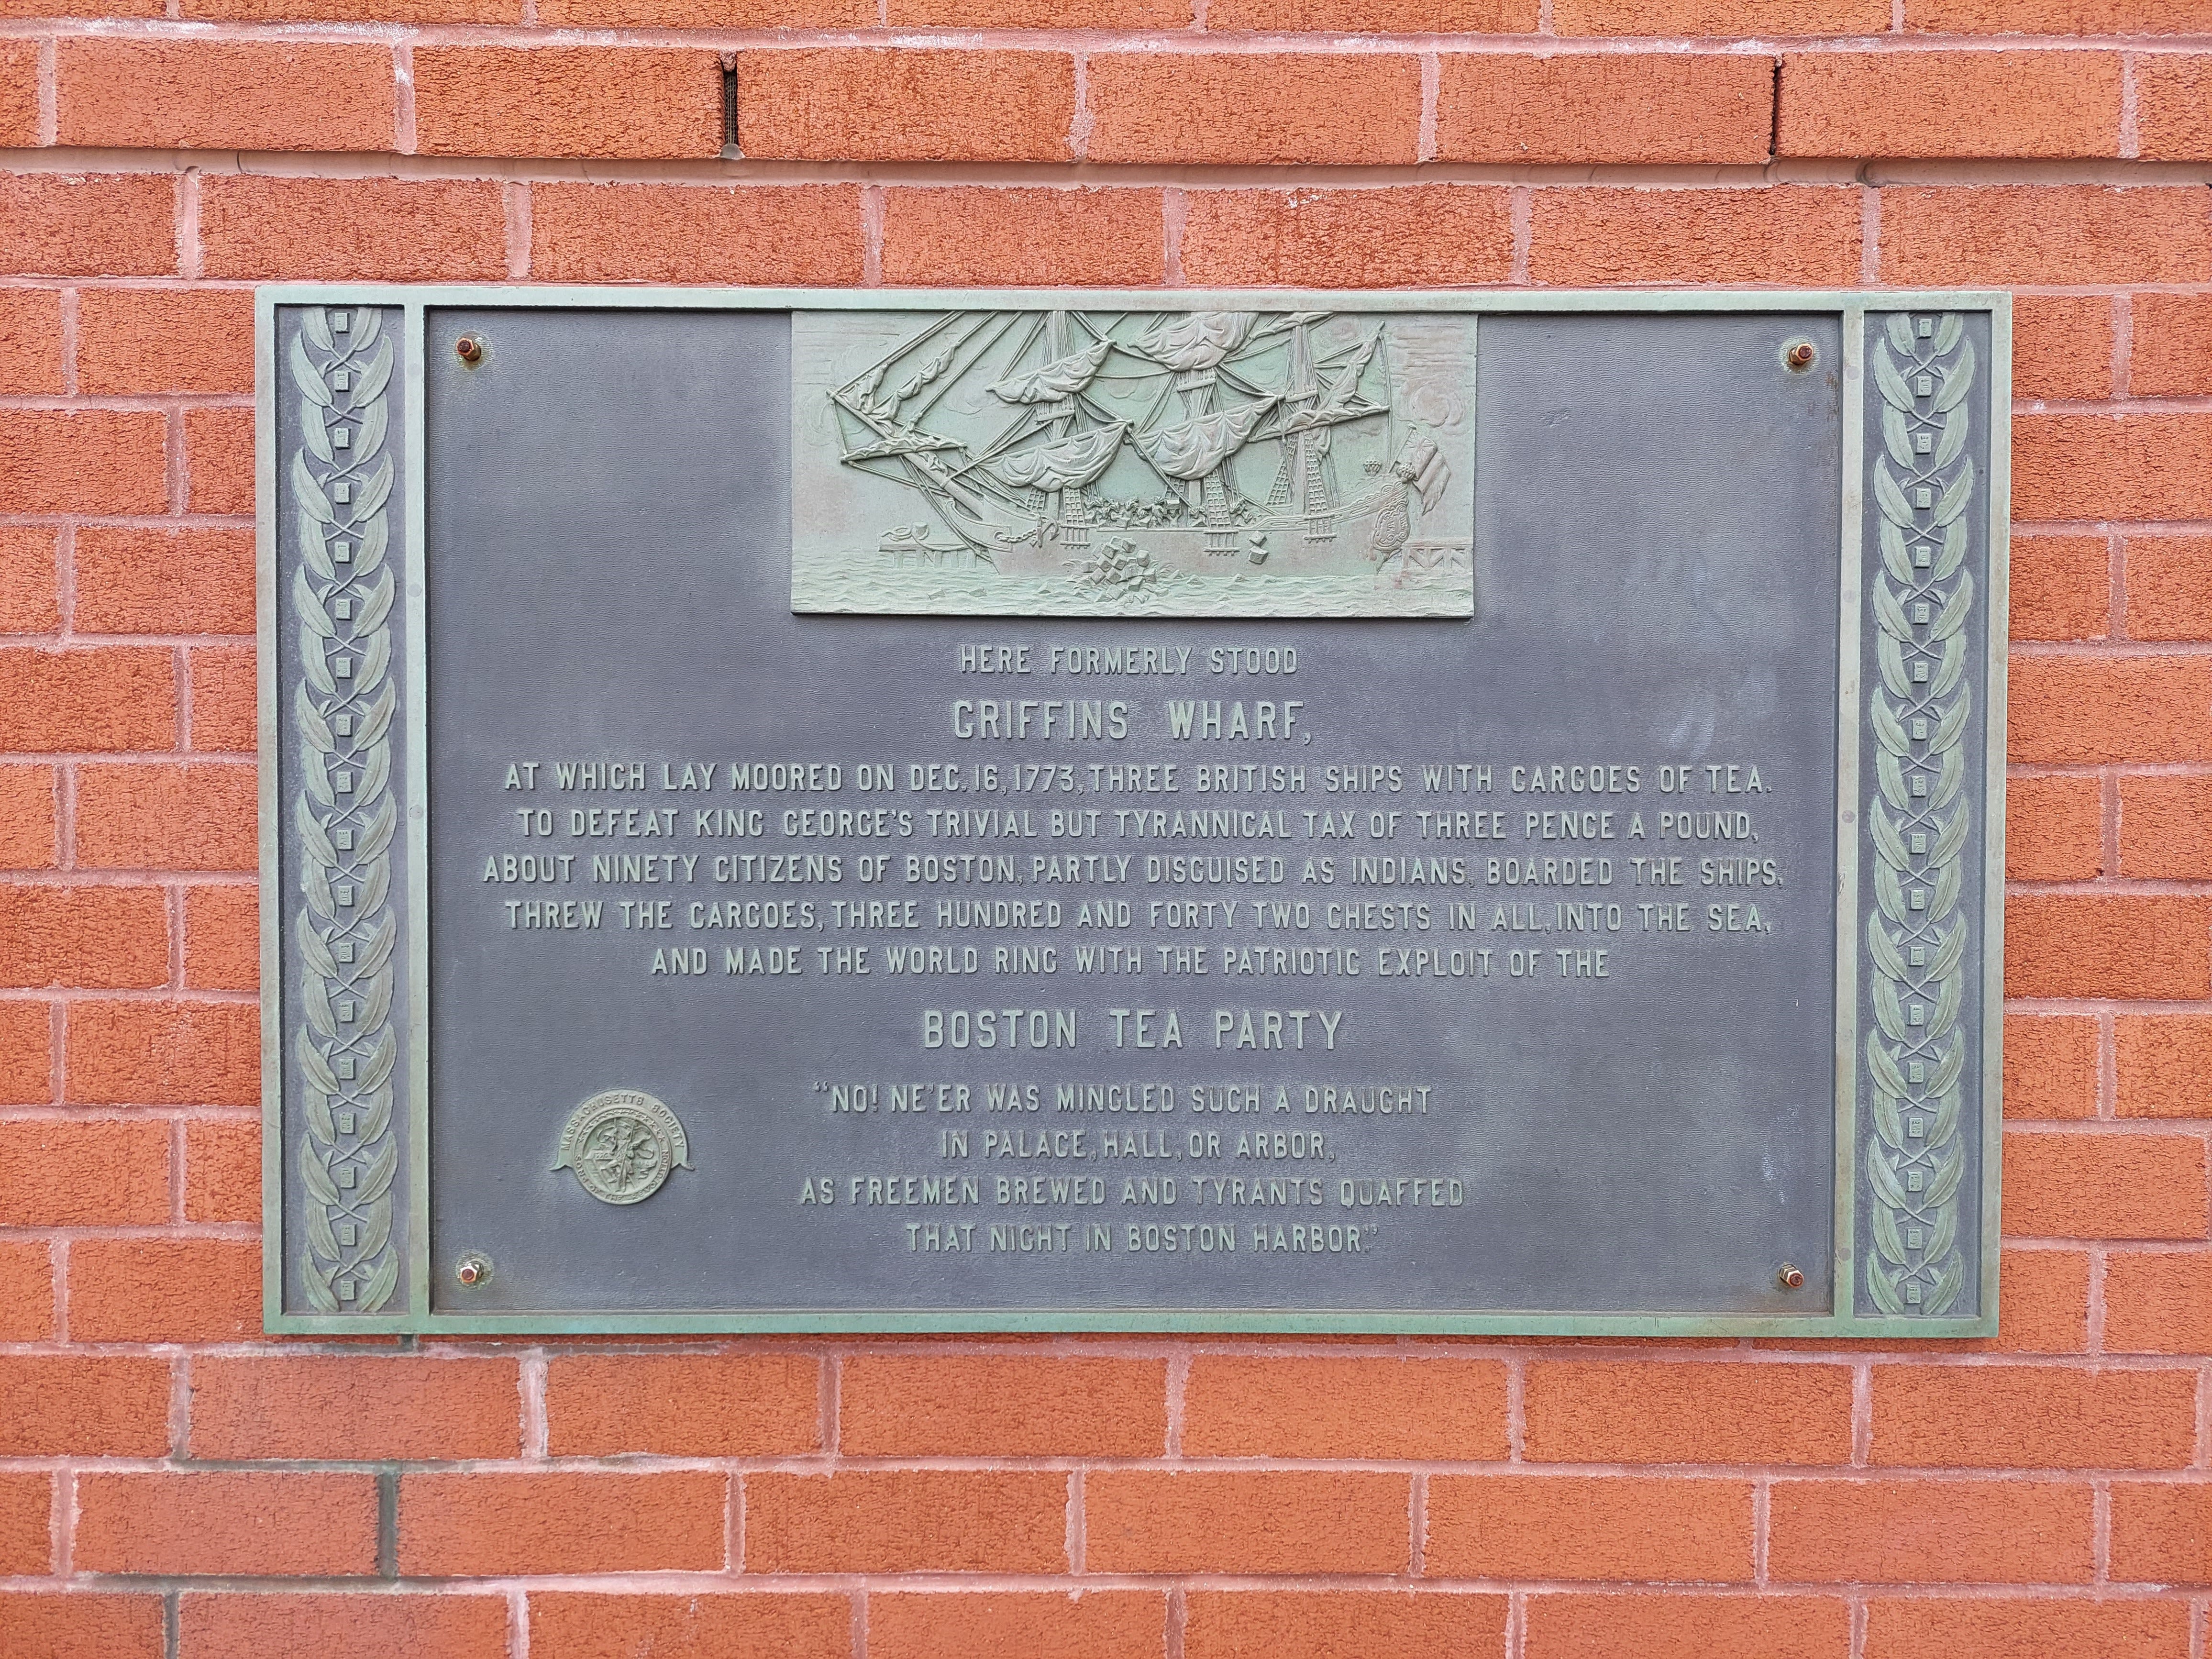 HERE FORMERLY STOOD
GRIFFINS WHARF,
AT WHICH LAY MOORED ON DEC. 16, 1773, THREE BRITISH SHIPS WITH CARGOES OF TEA.
TO DEFEAT KING GEORGE'S TRIVIAL BUT TYRANNICAL TAX OF THREE PENCE A POUND,
ABOUT NINETY CITIZENS OF BOSTON, PARTLY DISGUISED AS INDIANS, BOARDED THE SHIPS,
THREW THE CARGOES, THREE HUNDRED AND FORTY TWO CHESTS IN ALL, INTO THE SEA,
AND MADE THE WORLD RING WITH THE PATRIOTIC EXPLOIT OF THE
BOSTON TEA PARTY
"NO! NE'ER WAS MINGLED SUCH A DRAUGHT
IN PALACE, HALL, OR ARBOR,
AS FREEMEN BREWED AND TYRANTS QUAFFED
THAT NIGHT IN BOSTON HARBOR."
MASSACHUSETTS SOCIETY